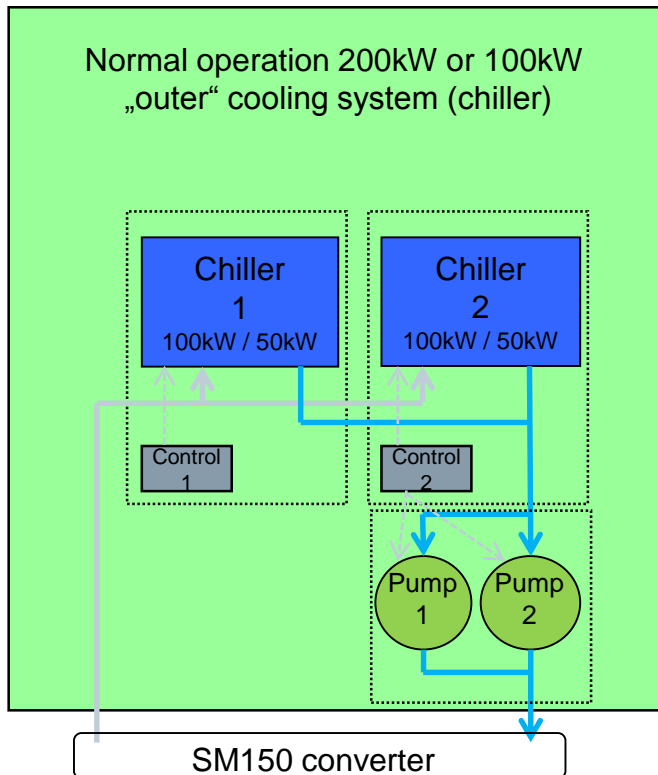 Normal operation 200kW or 100kW
„outer“ cooling system (chiller)
Chiller
1
100kW / 50kW
Chiller
2
100kW / 50kW
Control
1
Control
2
Pump
1
Pump
2
SM150 converter